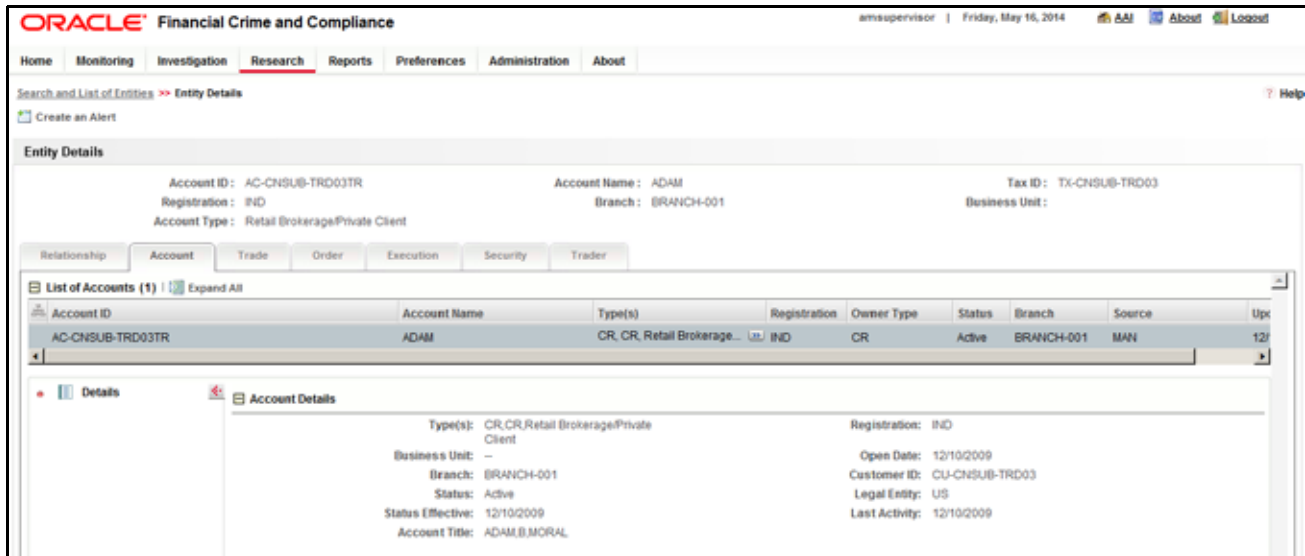 ORACLE Financial Crime and Compliance
amsupervisor | Friday, May 16, 2014 AAI About Logout
Home Monitoring Investigation Research Reports Preferences Administration About
Search and List of Entities >> Entity Details
? Help
Create an Alert
Entity Details
Account ID : AC-CNSUB-TRD03TR Account Name : ADAM Tax ID : TX-CNSUB-TRD03
Registration : IND Branch : BRANCH-001 Business Unit :
Account Type : Retail Brokerage/Private Client
Relationship Account Trade Order Execution Security Trader
List of Accounts (1) | Expand All
Account ID Account Name Type(s) Registration Owner Type Status Branch Source Upd
AC-CNSUB-TRD03TR ADAM CR, CR, Retail Brokerage... IND CR Active BRANCH-001 MAN 12/
Details
Account Details
Type(s): CR,CR,Retail Brokerage/Private Client Registration: IND
Business Unit: -- Open Date: 12/10/2009
Branch: BRANCH-001 Customer ID: CU-CNSUB-TRD03
Status: Active Legal Entity: US
Status Effective: 12/10/2009 Last Activity: 12/10/2009
Account Title: ADAM,B,MORAL